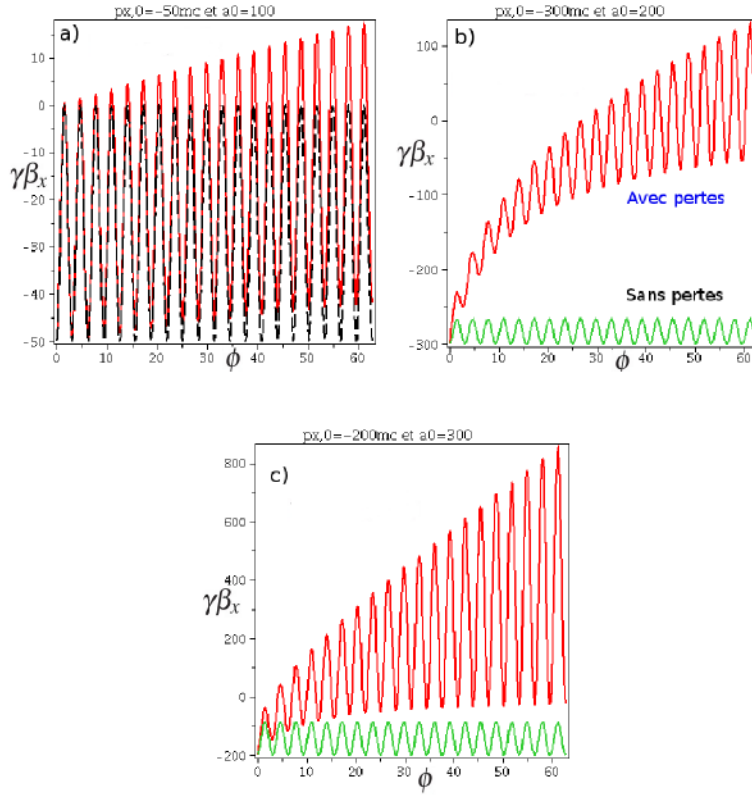 px,0=-50mc et a0=100
a)
15
10
5
0
-10
-20
-30
-40
-50
γβx
0 10 20 30 40 50 60
ϕ
px,0=-300mc et a0=200
b)
100
0
-100
-200
-300
γβx
Avec pertes
Sans pertes
0 10 20 30 40 50 60
ϕ
px,0=-200mc et a0=300
c)
800
600
400
200
0
-200
γβx
0 10 20 30 40 50 60
ϕ